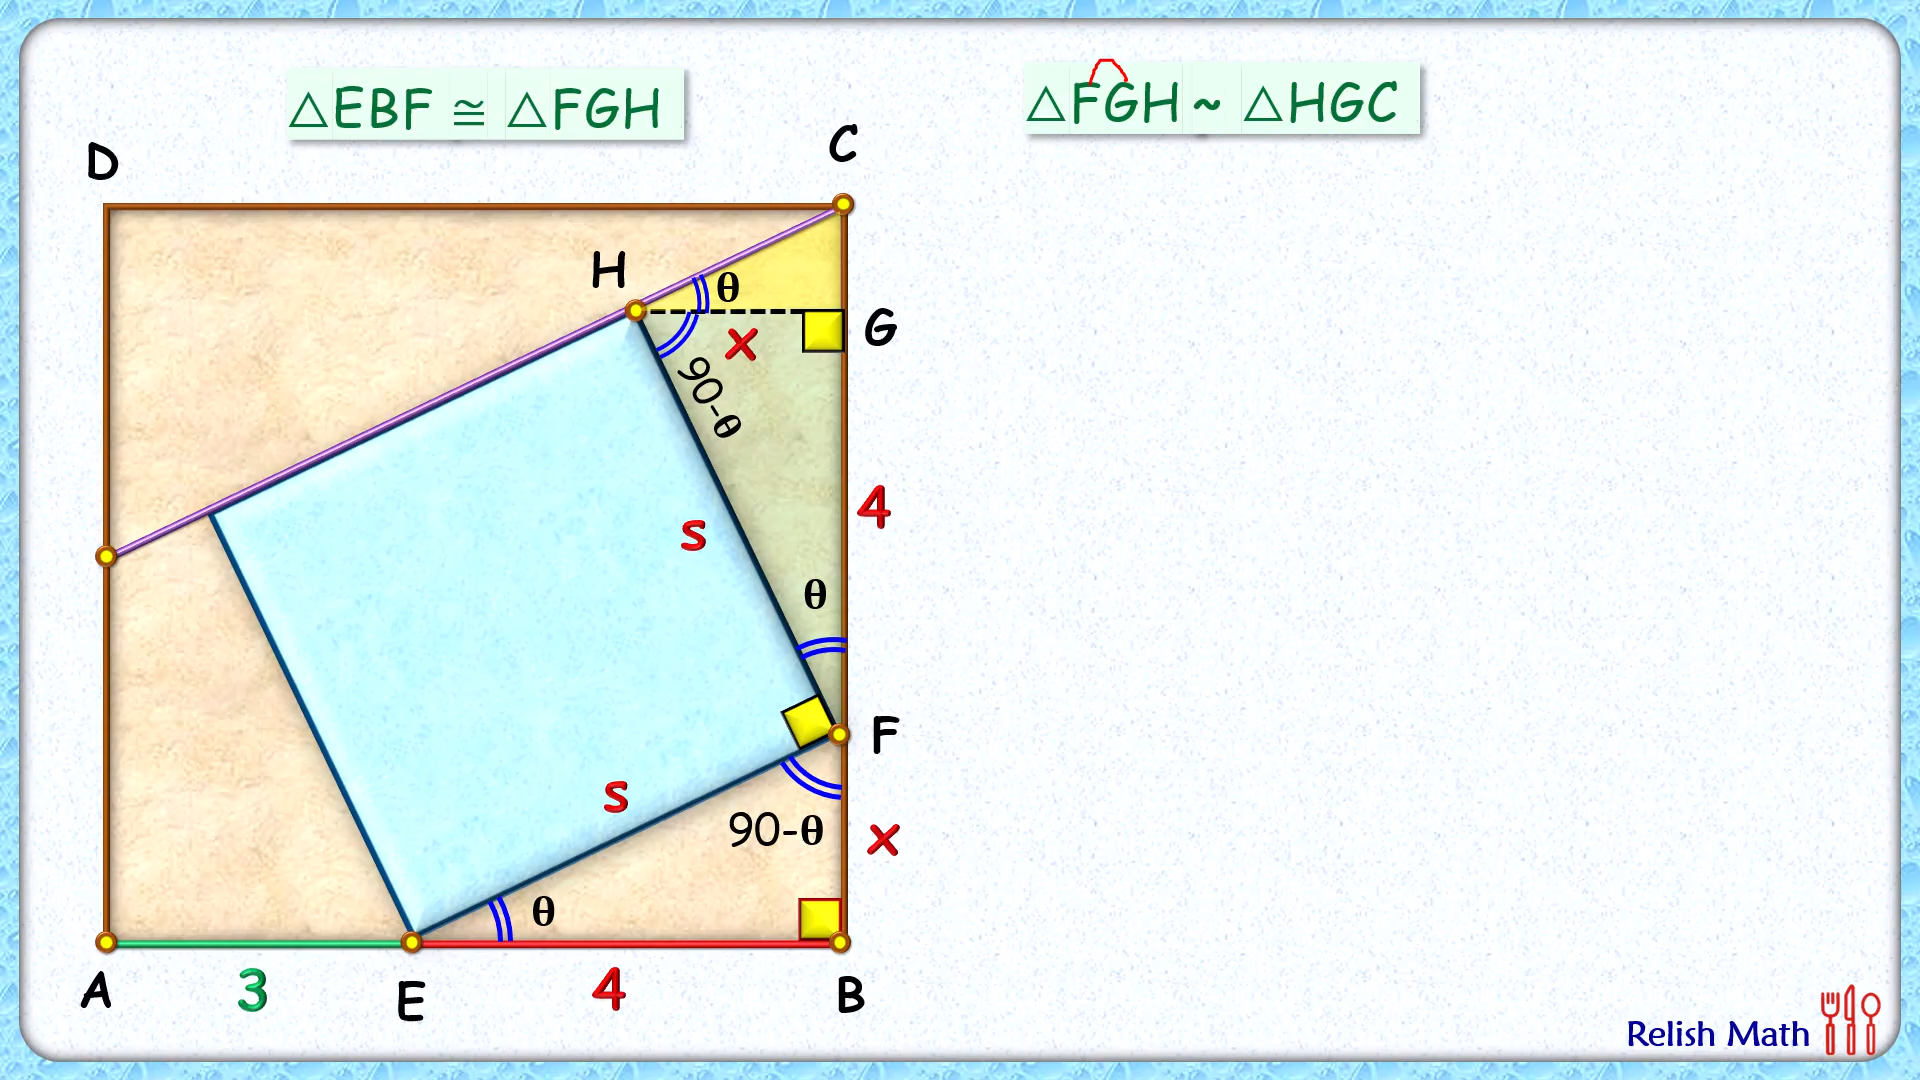 △EBF ≅ △FGH
△FGH ~ △HGC
D
C
H
θ
G
x
90-θ
4
s
θ
F
s
90-θ
x
θ
A
3
E
4
B
Relish Math